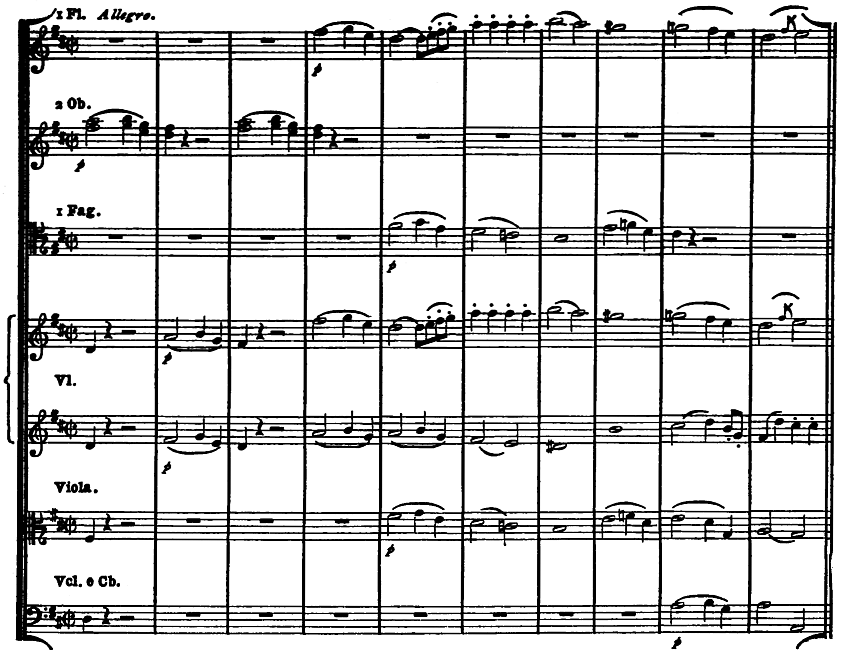 1 Fl. Allegro.
p
2 Ob.
p
1 Fag.
p
p
Vl.
p
Viola.
p
Vcl. e Cb.
p